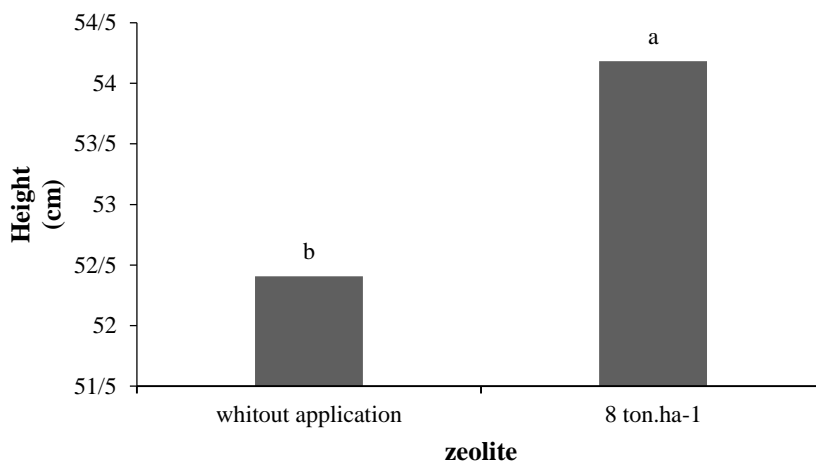 54/5
54
53/5
53
52/5
52
51/5
Height
(cm)
a
b
whitout application
8 ton.ha-1
zeolite